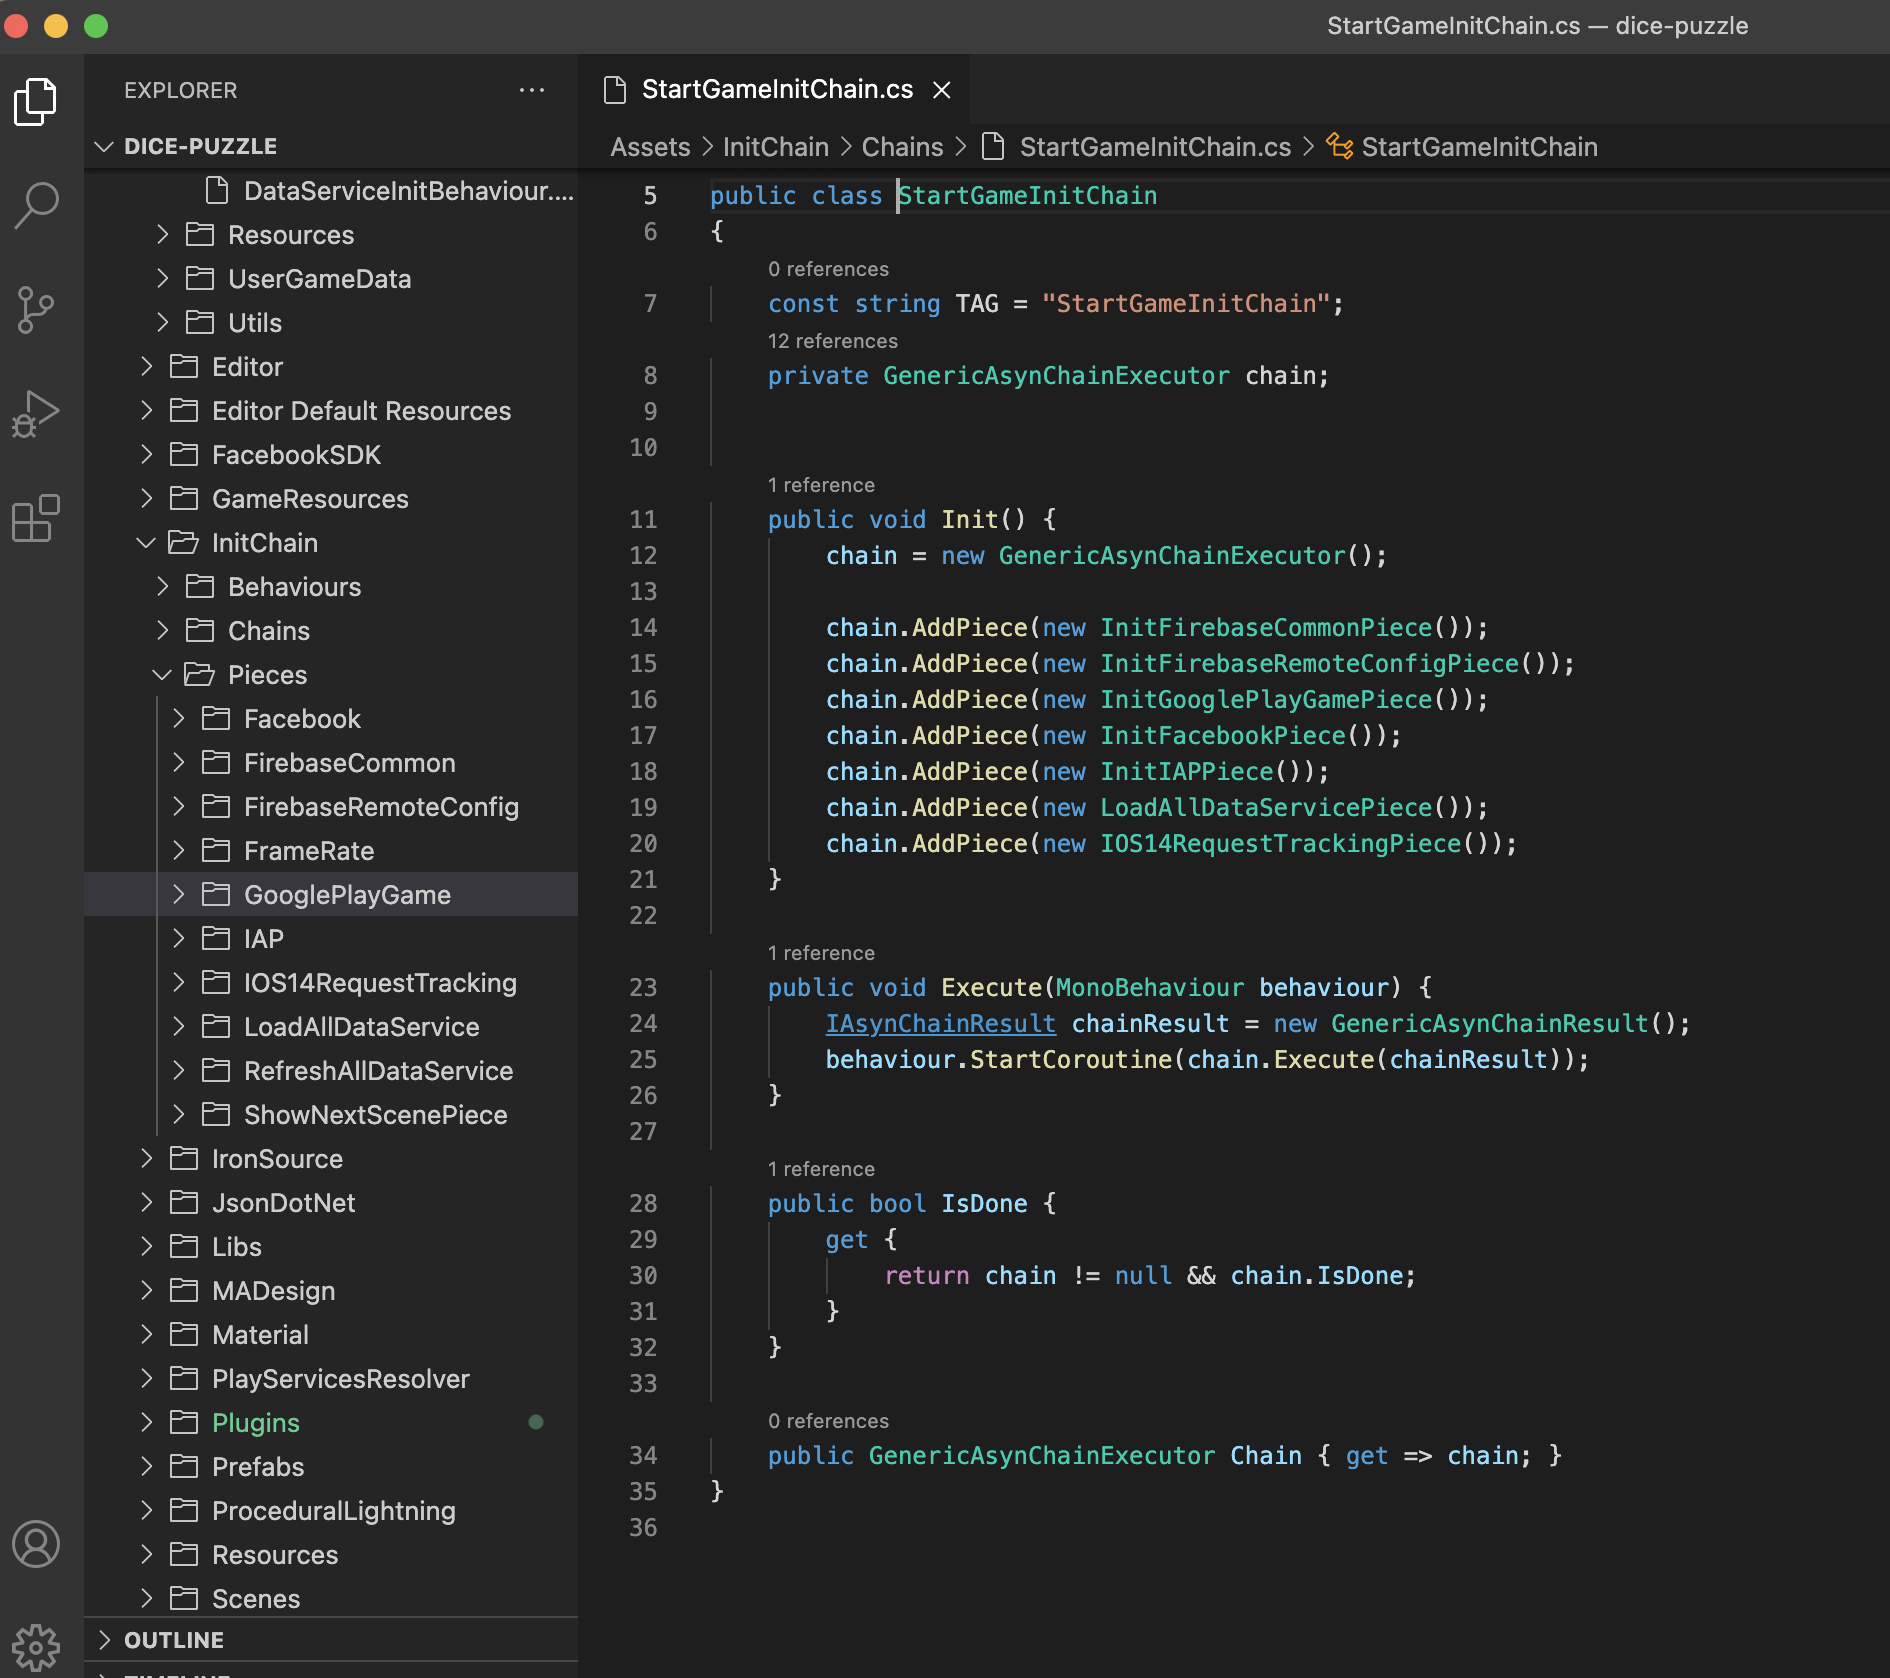 StartGameInitChain.cs — dice-puzzle
EXPLORER
DICE-PUZZLE
DataServiceInitBehaviour....
Resources
UserGameData
Utils
Editor
Editor Default Resources
FacebookSDK
GameResources
InitChain
Behaviours
Chains
Pieces
Facebook
FirebaseCommon
FirebaseRemoteConfig
FrameRate
GooglePlayGame
IAP
IOS14RequestTracking
LoadAllDataService
RefreshAllDataService
ShowNextScenePiece
IronSource
JsonDotNet
Libs
MADesign
Material
PlayServicesResolver
Plugins
Prefabs
ProceduralLightning
Resources
Scenes
OUTLINE
TIMELINE
StartGameInitChain.cs
Assets > InitChain > Chains > StartGameInitChain.cs > StartGameInitChain
5 public class StartGameInitChain
6 {
0 references
7 const string TAG = "StartGameInitChain";
12 references
8 private GenericAsynChainExecutor chain;
9
10
1 reference
11 public void Init() {
12 chain = new GenericAsynChainExecutor();
13
14 chain.AddPiece(new InitFirebaseCommonPiece());
15 chain.AddPiece(new InitFirebaseRemoteConfigPiece());
16 chain.AddPiece(new InitGooglePlayGamePiece());
17 chain.AddPiece(new InitFacebookPiece());
18 chain.AddPiece(new InitIAPPiece());
19 chain.AddPiece(new LoadAllDataServicePiece());
20 chain.AddPiece(new IOS14RequestTrackingPiece());
21 }
22
1 reference
23 public void Execute(MonoBehaviour behaviour) {
24 IAsynChainResult chainResult = new GenericAsynChainResult();
25 behaviour.StartCoroutine(chain.Execute(chainResult));
26 }
27
1 reference
28 public bool IsDone {
29 get {
30 return chain != null && chain.IsDone;
31 }
32 }
33
0 references
34 public GenericAsynChainExecutor Chain { get => chain; }
35 }
36